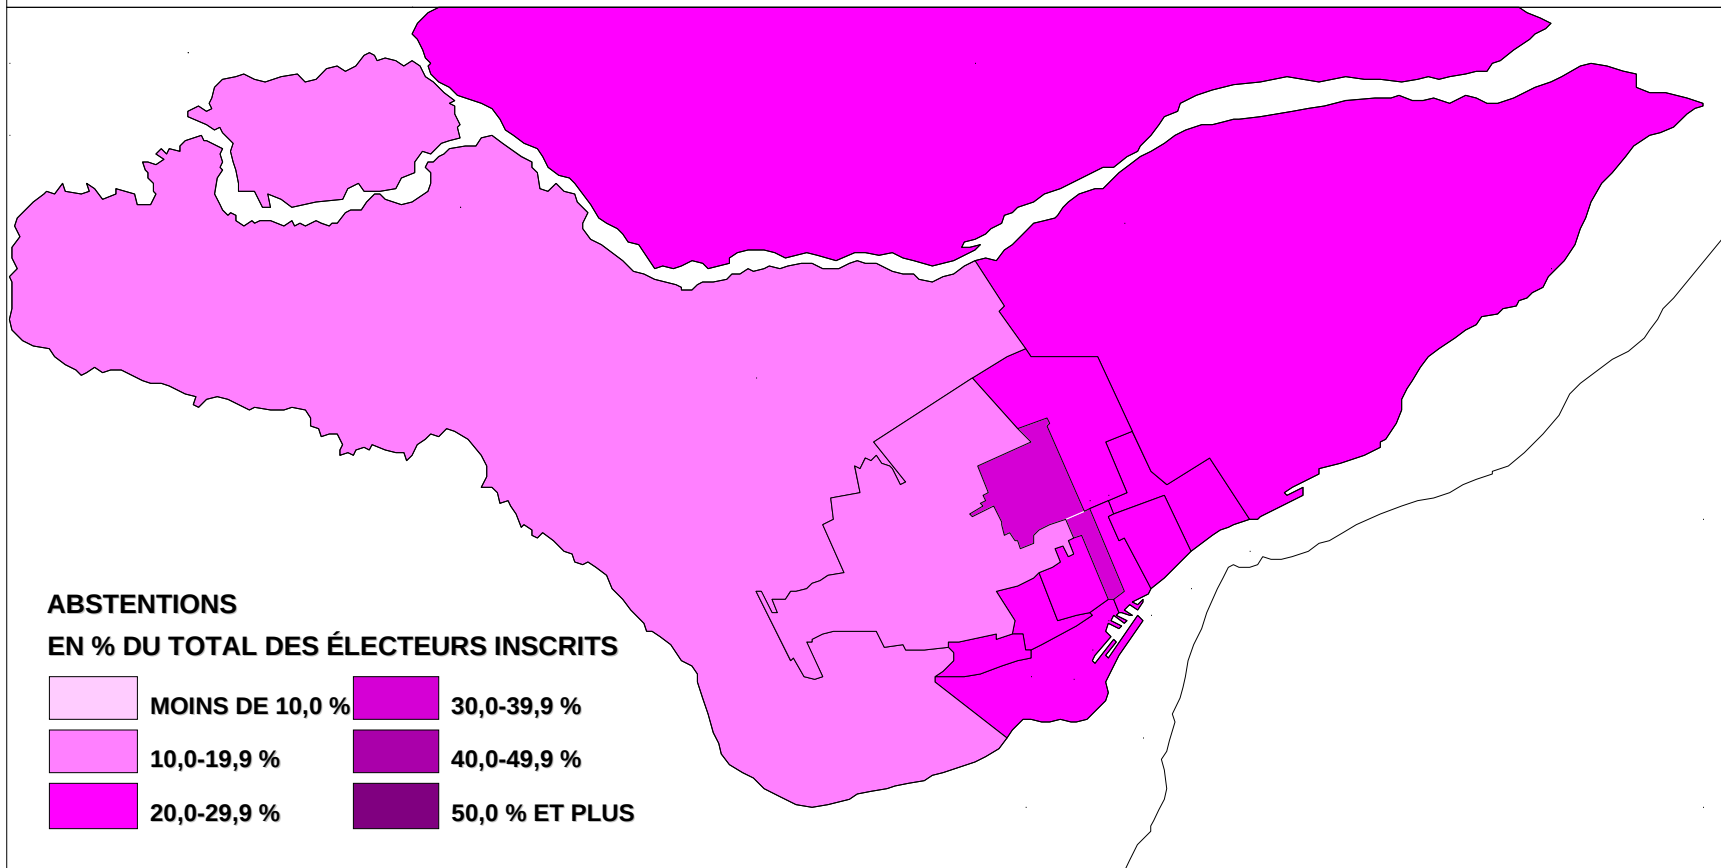 ABSTENTIONS
EN % DU TOTAL DES ÉLECTEURS INSCRITS
MOINS DE 10,0 %
10,0-19,9 %
20,0-29,9 %
30,0-39,9 %
40,0-49,9 %
50,0 % ET PLUS